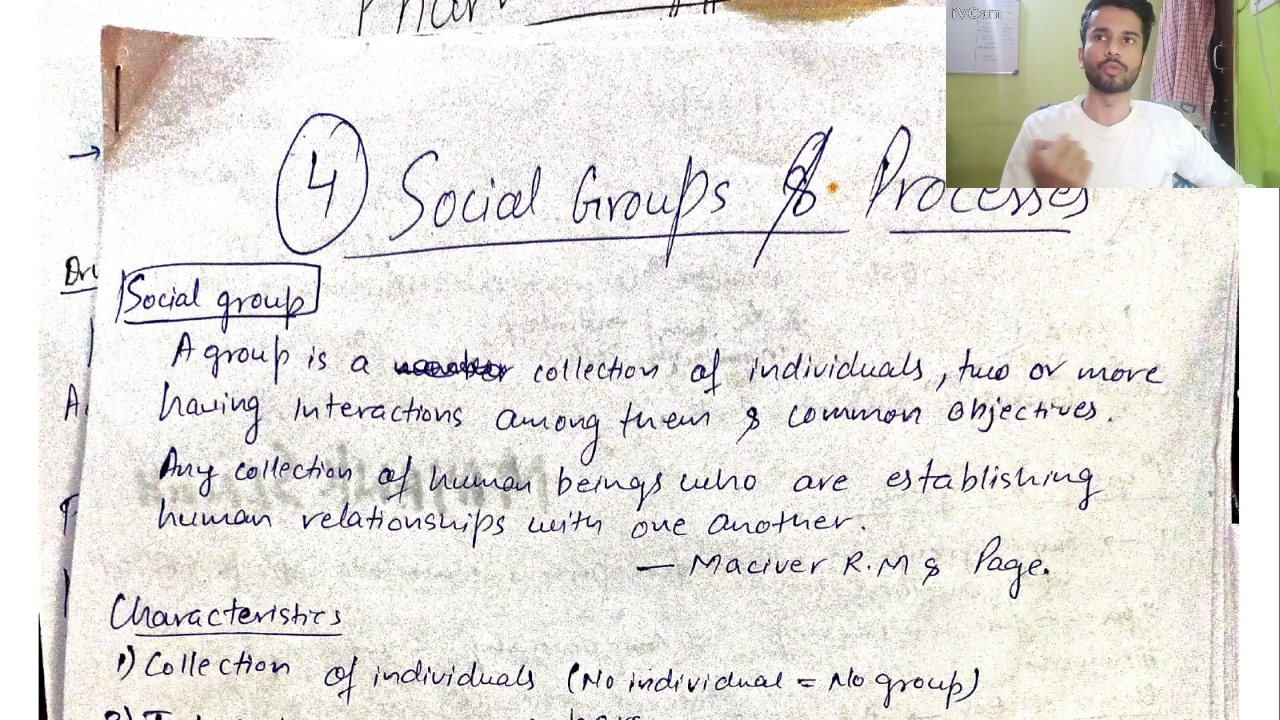 ④ Social Groups & Processes
Social group
A group is a collection of individuals, two or more
having interactions among them & common objectives.
Any collection of human beings who are establishing
human relationships with one another.
— Maciver R.M & Page.
Characteristics
1) Collection of individuals (No individual = No group)
2)
iVCam